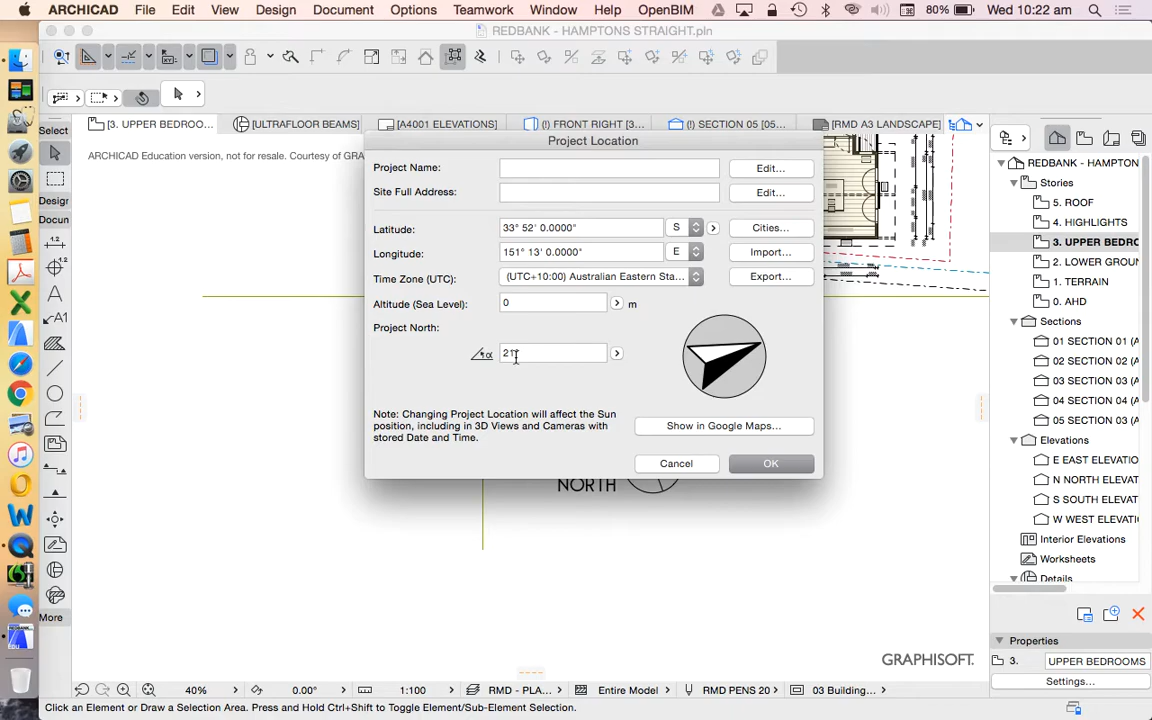 ARCHICAD File Edit View Design Document Options Teamwork Window Help OpenBIM 80% Wed 10:22 am
REDBANK - HAMPTONS STRAIGHT.pln
[3. UPPER BEDROO... [ULTRAFLOOR BEAMS] [A4001 ELEVATIONS] (!) FRONT RIGHT [3... (!) SECTION 05 [05... [RMD A3 LANDSCAPE]
Select
Design
Docun
More
ARCHICAD Education version, not for resale. Courtesy of GRA
Project Location
Project Name: Edit...
Site Full Address: Edit...
Latitude: 33° 52' 0.0000" S Cities...
Longitude: 151° 13' 0.0000" E Import...
Time Zone (UTC): (UTC+10:00) Australian Eastern Sta... Export...
Altitude (Sea Level): 0 m
Project North:
Note: Changing Project Location will affect the Sun
position, including in 3D Views and Cameras with
stored Date and Time.
Show in Google Maps...
Cancel OK
NORTH
REDBANK - HAMPTON
Stories
5. ROOF
4. HIGHLIGHTS
3. UPPER BEDRO
2. LOWER GROUN
1. TERRAIN
0. AHD
Sections
01 SECTION 01 (A
02 SECTION 02 (A
03 SECTION 03 (A
04 SECTION 04 (A
05 SECTION 05 (A
Elevations
E EAST ELEVATIO
N NORTH ELEVAT
S SOUTH ELEVAT
W WEST ELEVATI
Interior Elevations
Worksheets
Details
Properties
3. UPPER BEDROOMS
Settings...
GRAPHISOFT.
40% 0.00° 1:100 RMD - PLA... Entire Model RMD PENS 20 03 Building...
Click an Element or Draw a Selection Area. Press and Hold Ctrl+Shift to Toggle Element/Sub-Element Selection.